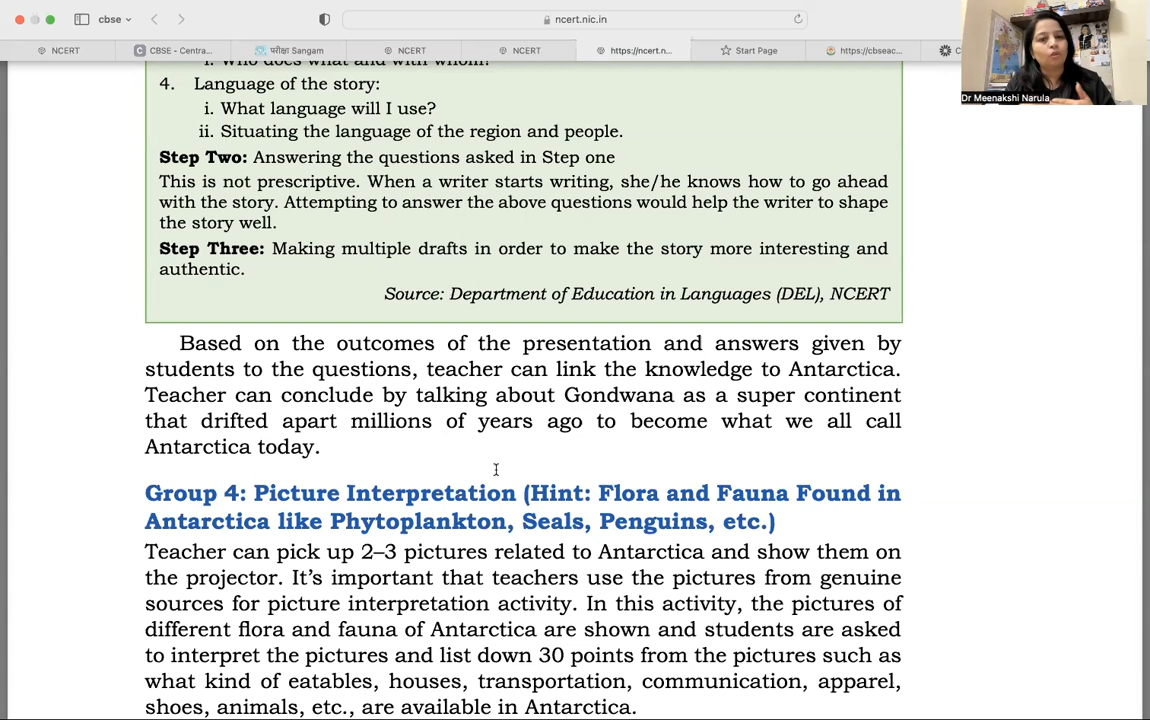 cbse
ncert.nic.in
NCERT
CBSE - Centra...
परीक्षा Sangam
NCERT
NCERT
https://ncert.n...
Start Page
https://cbseac...
C
Dr Meenakshi Narula
i. Who does what and with whom?
4. Language of the story:
i. What language will I use?
ii. Situating the language of the region and people.
Step Two: Answering the questions asked in Step one
This is not prescriptive. When a writer starts writing, she/he knows how to go ahead
with the story. Attempting to answer the above questions would help the writer to shape
the story well.
Step Three: Making multiple drafts in order to make the story more interesting and
authentic.
Source: Department of Education in Languages (DEL), NCERT
Based on the outcomes of the presentation and answers given by
students to the questions, teacher can link the knowledge to Antarctica.
Teacher can conclude by talking about Gondwana as a super continent
that drifted apart millions of years ago to become what we all call
Antarctica today.
Group 4: Picture Interpretation (Hint: Flora and Fauna Found in
Antarctica like Phytoplankton, Seals, Penguins, etc.)
Teacher can pick up 2–3 pictures related to Antarctica and show them on
the projector. It’s important that teachers use the pictures from genuine
sources for picture interpretation activity. In this activity, the pictures of
different flora and fauna of Antarctica are shown and students are asked
to interpret the pictures and list down 30 points from the pictures such as
what kind of eatables, houses, transportation, communication, apparel,
shoes, animals, etc., are available in Antarctica.